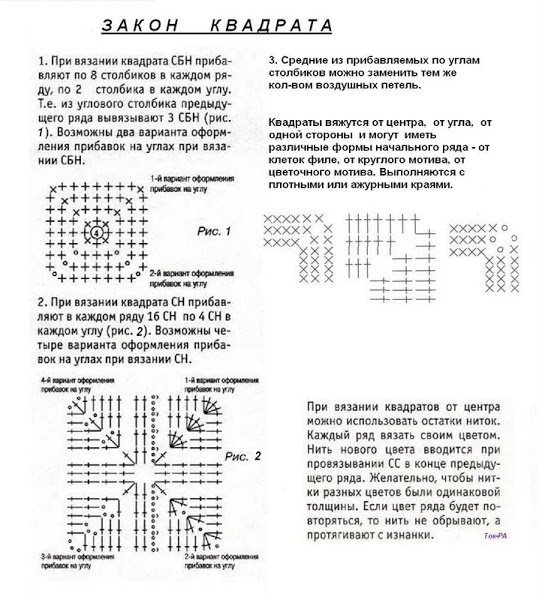 ЗАКОН КВАДРАТА
1. При вязании квадрата СБН приба-
вляют по 8 столбиков в каждом ря-
ду, по 2 столбика в каждом углу.
Т.е. из углового столбика предыду-
щего ряда вывязывают 3 СБН (рис.
1). Возможны два варианта оформ-
ления прибавок на углах при вяза-
нии СБН.
1-й вариант оформления
прибавок на углу
4
Рис. 1
2-й вариант оформления
прибавок на углу
2. При вязании квадрата СН прибав-
ляют в каждом ряду 16 СН по 4 СН в
каждом углу (рис. 2). Возможны че-
тыре варианта оформления приба-
вок на углах при вязании СН.
4-й вариант оформления
прибавок на углу
1-й вариант оформления
прибавок на углу
Рис. 2
3-й вариант оформления
прибавок на углу
2-й вариант оформления
прибавок на углу
3. Средние из прибавляемых по углам
столбиков можно заменить тем же
кол-вом воздушных петель.
Квадраты вяжутся от центра, от угла, от
одной стороны и могут иметь
различные формы начального ряда - от
клеток филе, от круглого мотива, от
цветочного мотива. Выполняются с
плотными или ажурными краями.
При вязании квадратов от центра
можно использовать остатки ниток.
Каждый ряд вязать своим цветом.
Нить нового цвета вводится при
провязывании СС в конце предыду-
щего ряда. Желательно, чтобы нит-
ки разных цветов были одинаковой
толщины. Если цвет ряда будет по-
вторяться, то нить не обрывают, а
протягивают с изнанки.
Ток-РА